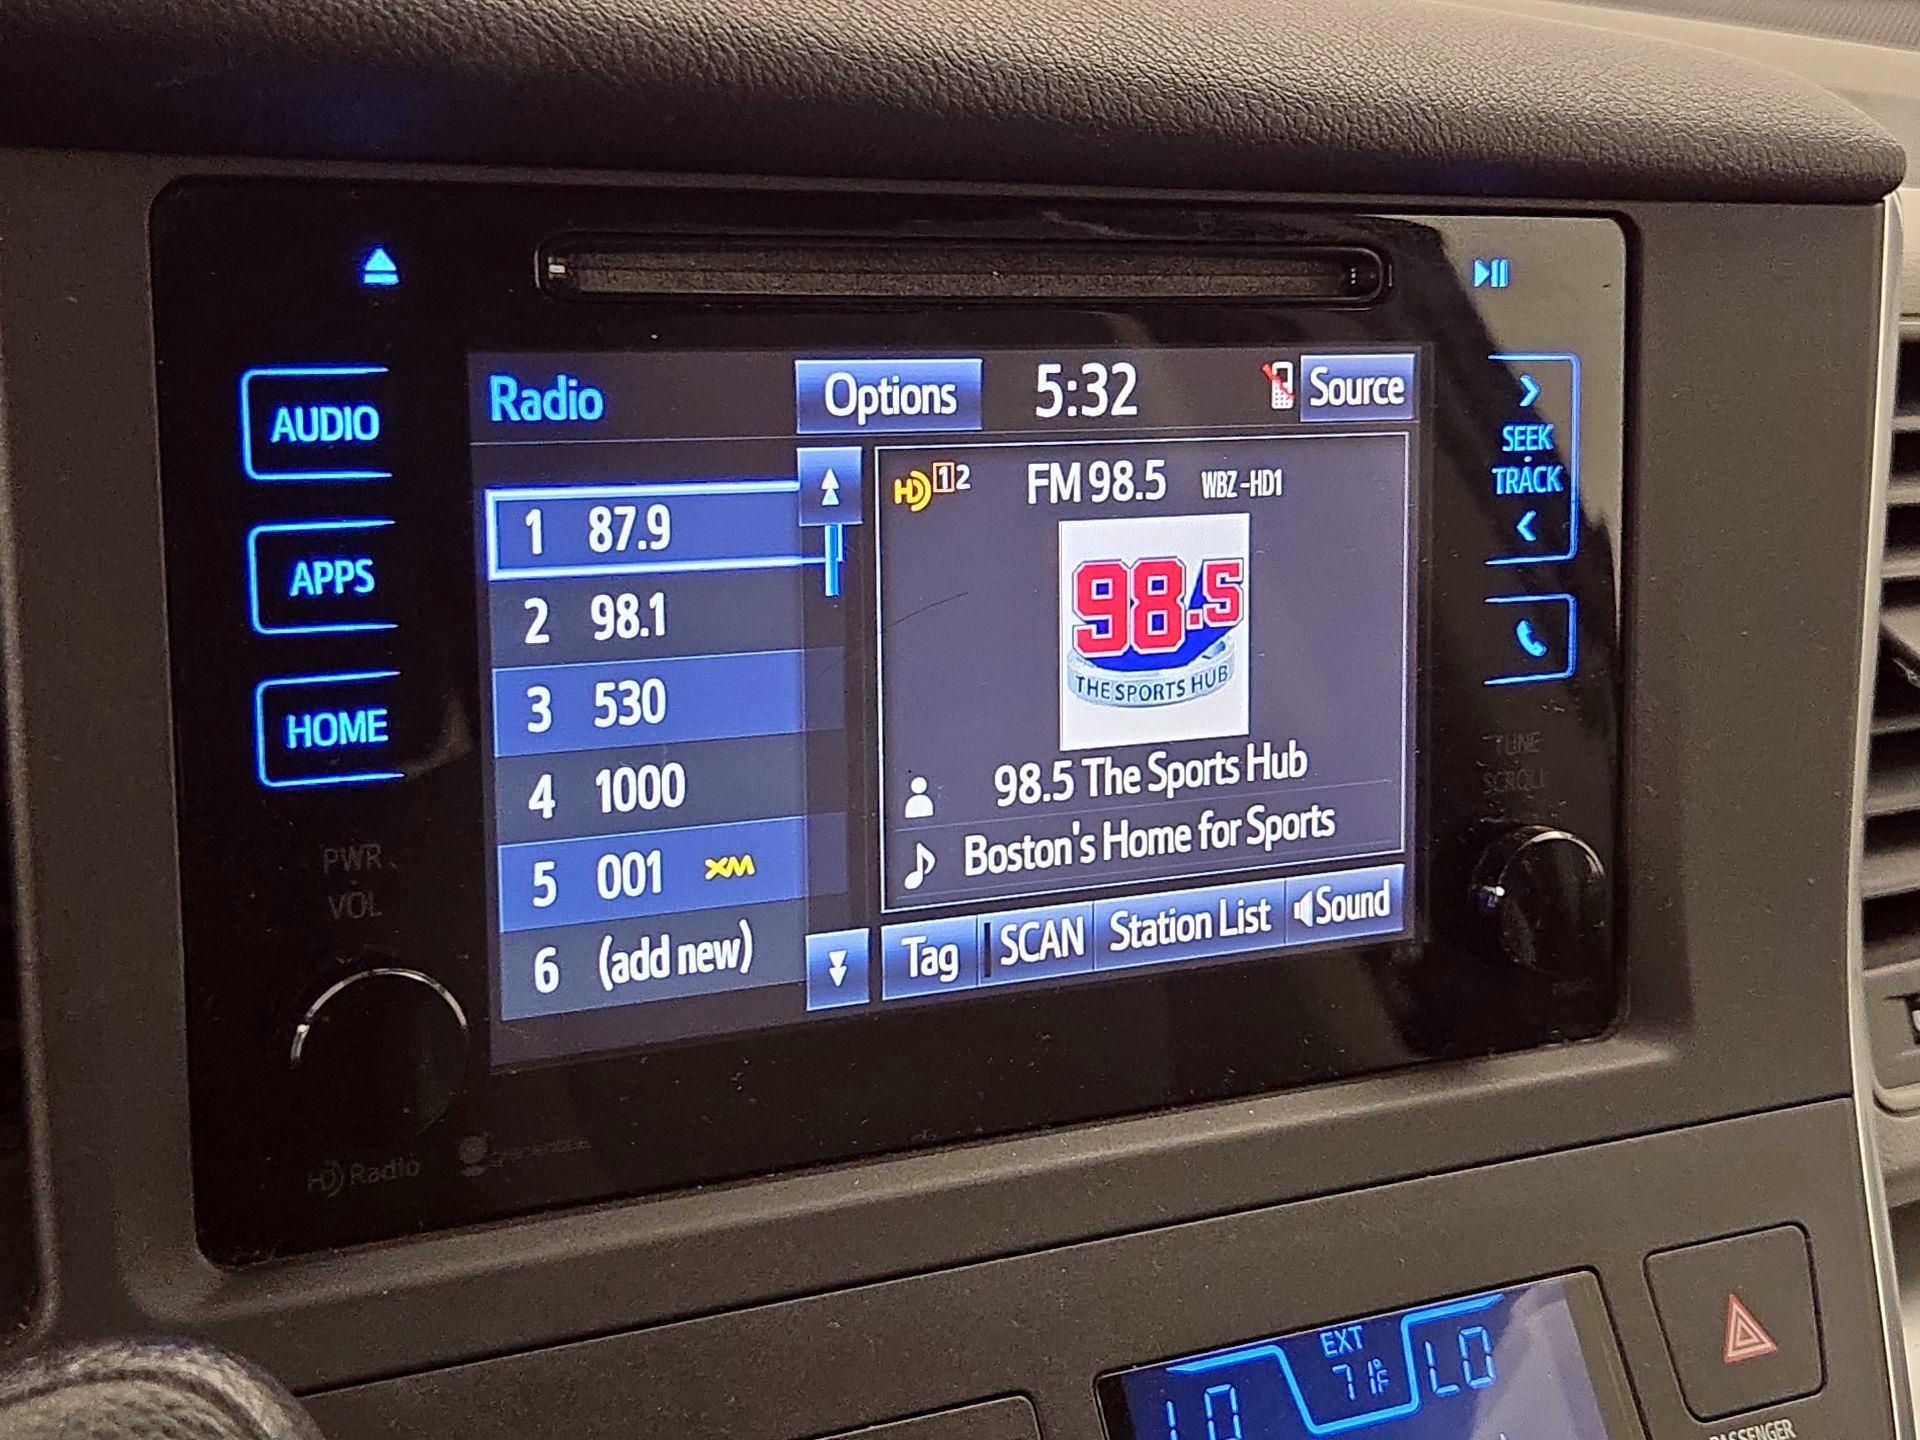 Radio
Options
5:32
Source
AUDIO
APPS
HOME
PWR
VOL
1 87.9
2 98.1
3 530
4 1000
5 001 XM
6 (add new)
HD 1 2 FM 98.5 WBZ-HD1
98.5
THE SPORTS HUB
98.5 The Sports Hub
Boston's Home for Sports
Tag
SCAN
Station List
Sound
SEEK
TRACK
TUNE
SCROLL
HD Radio
LO
EXT
71°F
LO
PASSENGER